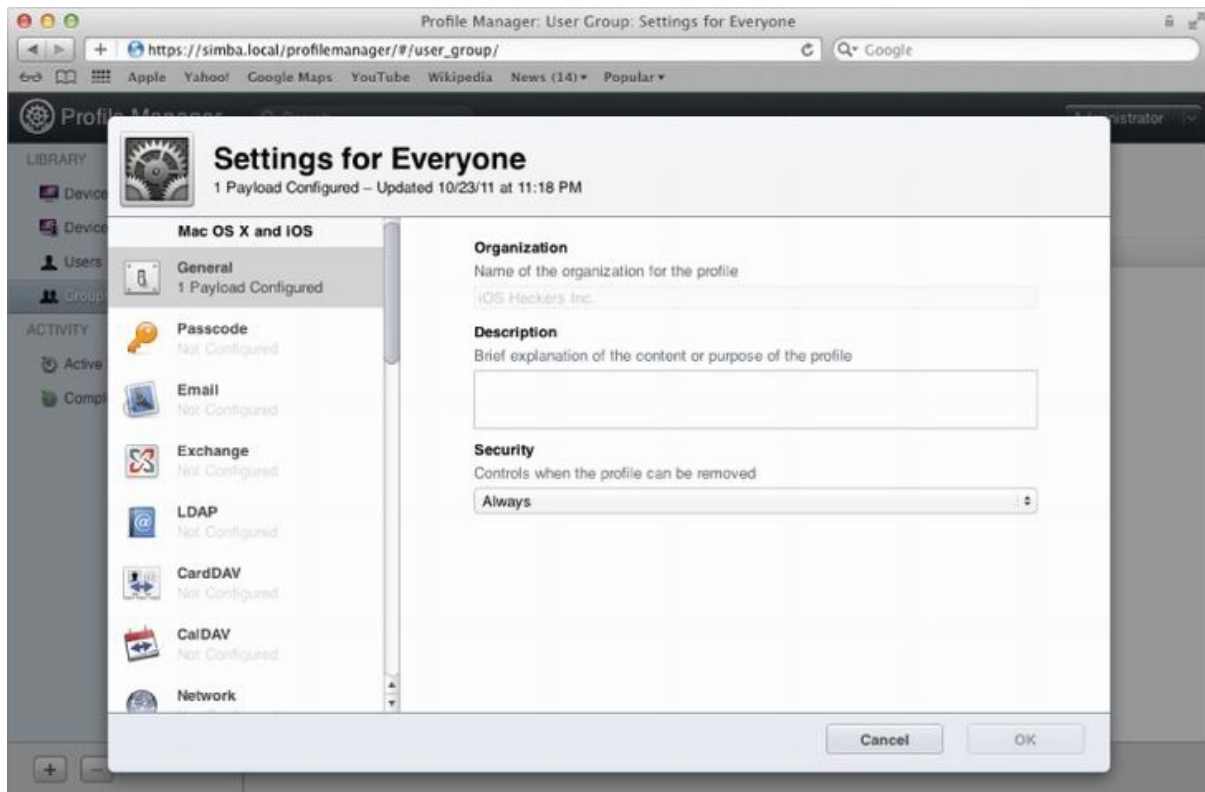 Profile Manager: User Group: Settings for Everyone
https://simba.local/profilemanager/#/user_group/
Google
Apple Yahoo! Google Maps YouTube Wikipedia News (14) Popular
Profile Manager
LIBRARY
Device
Device
Users
Group
ACTIVITY
Active
Compl
Settings for Everyone
1 Payload Configured – Updated 10/23/11 at 11:18 PM
Mac OS X and iOS
General
1 Payload Configured
Passcode
Not Configured
Email
Not Configured
Exchange
Not Configured
LDAP
Not Configured
CardDAV
Not Configured
CalDAV
Not Configured
Network
Organization
Name of the organization for the profile
iOS Hackers Inc.
Description
Brief explanation of the content or purpose of the profile
Security
Controls when the profile can be removed
Always
Cancel
OK